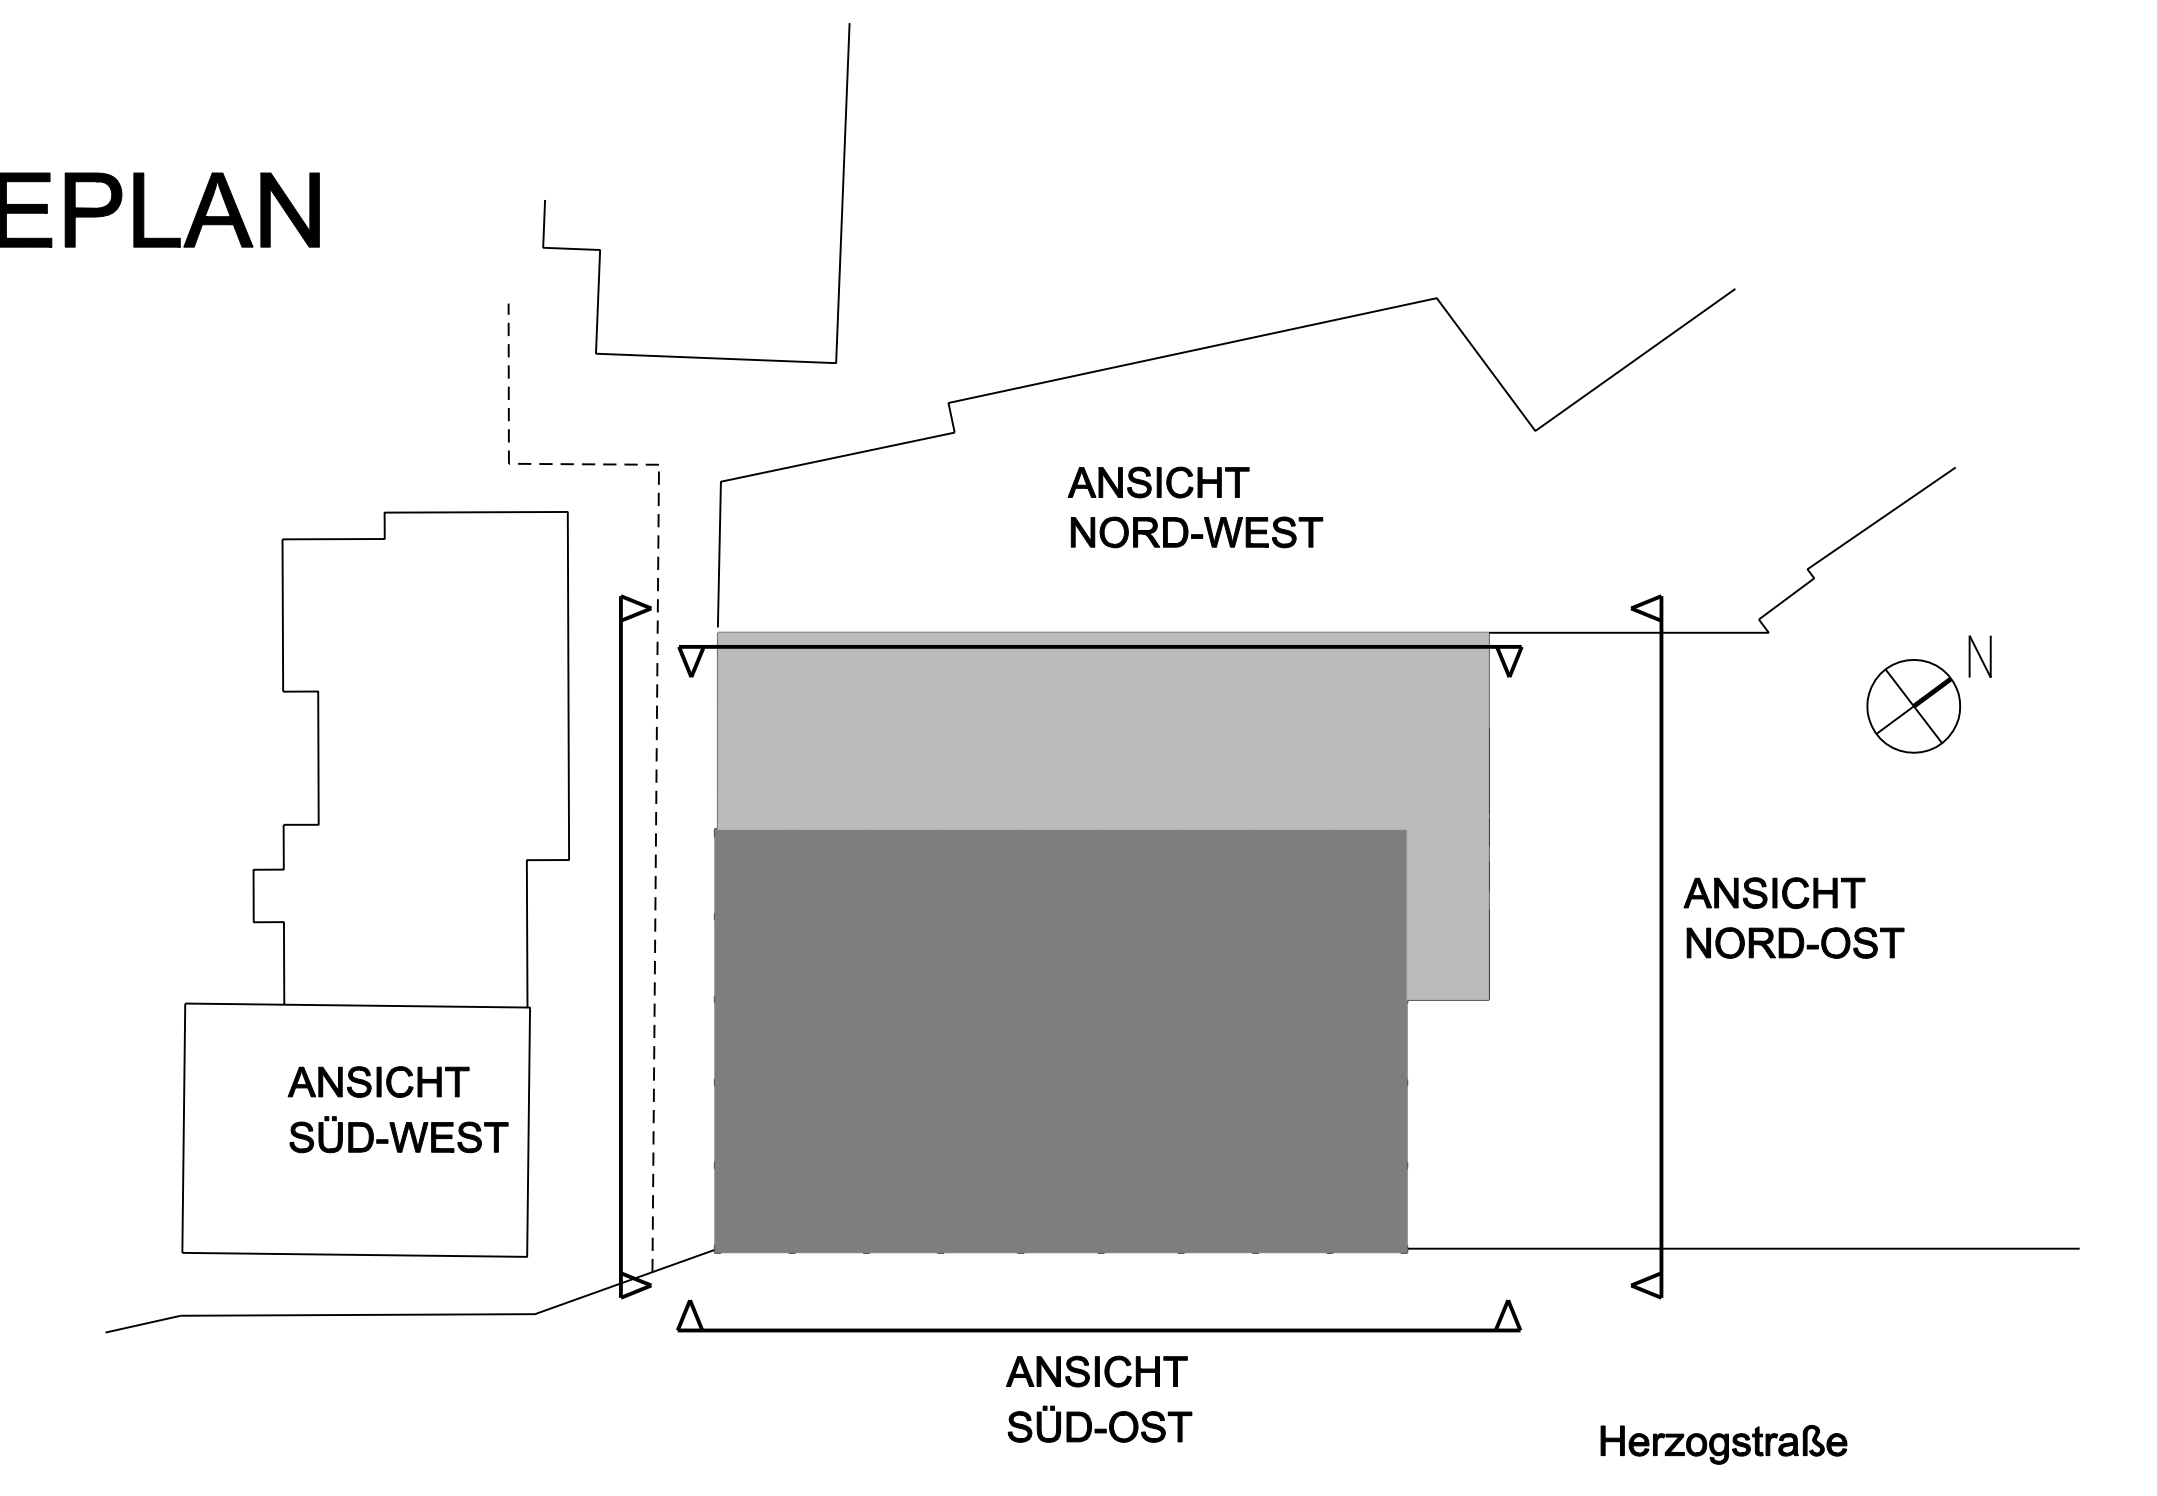 EPLAN
ANSICHT
NORD-WEST
N
ANSICHT
NORD-OST
ANSICHT
SÜD-WEST
ANSICHT
SÜD-OST
Herzogstraße